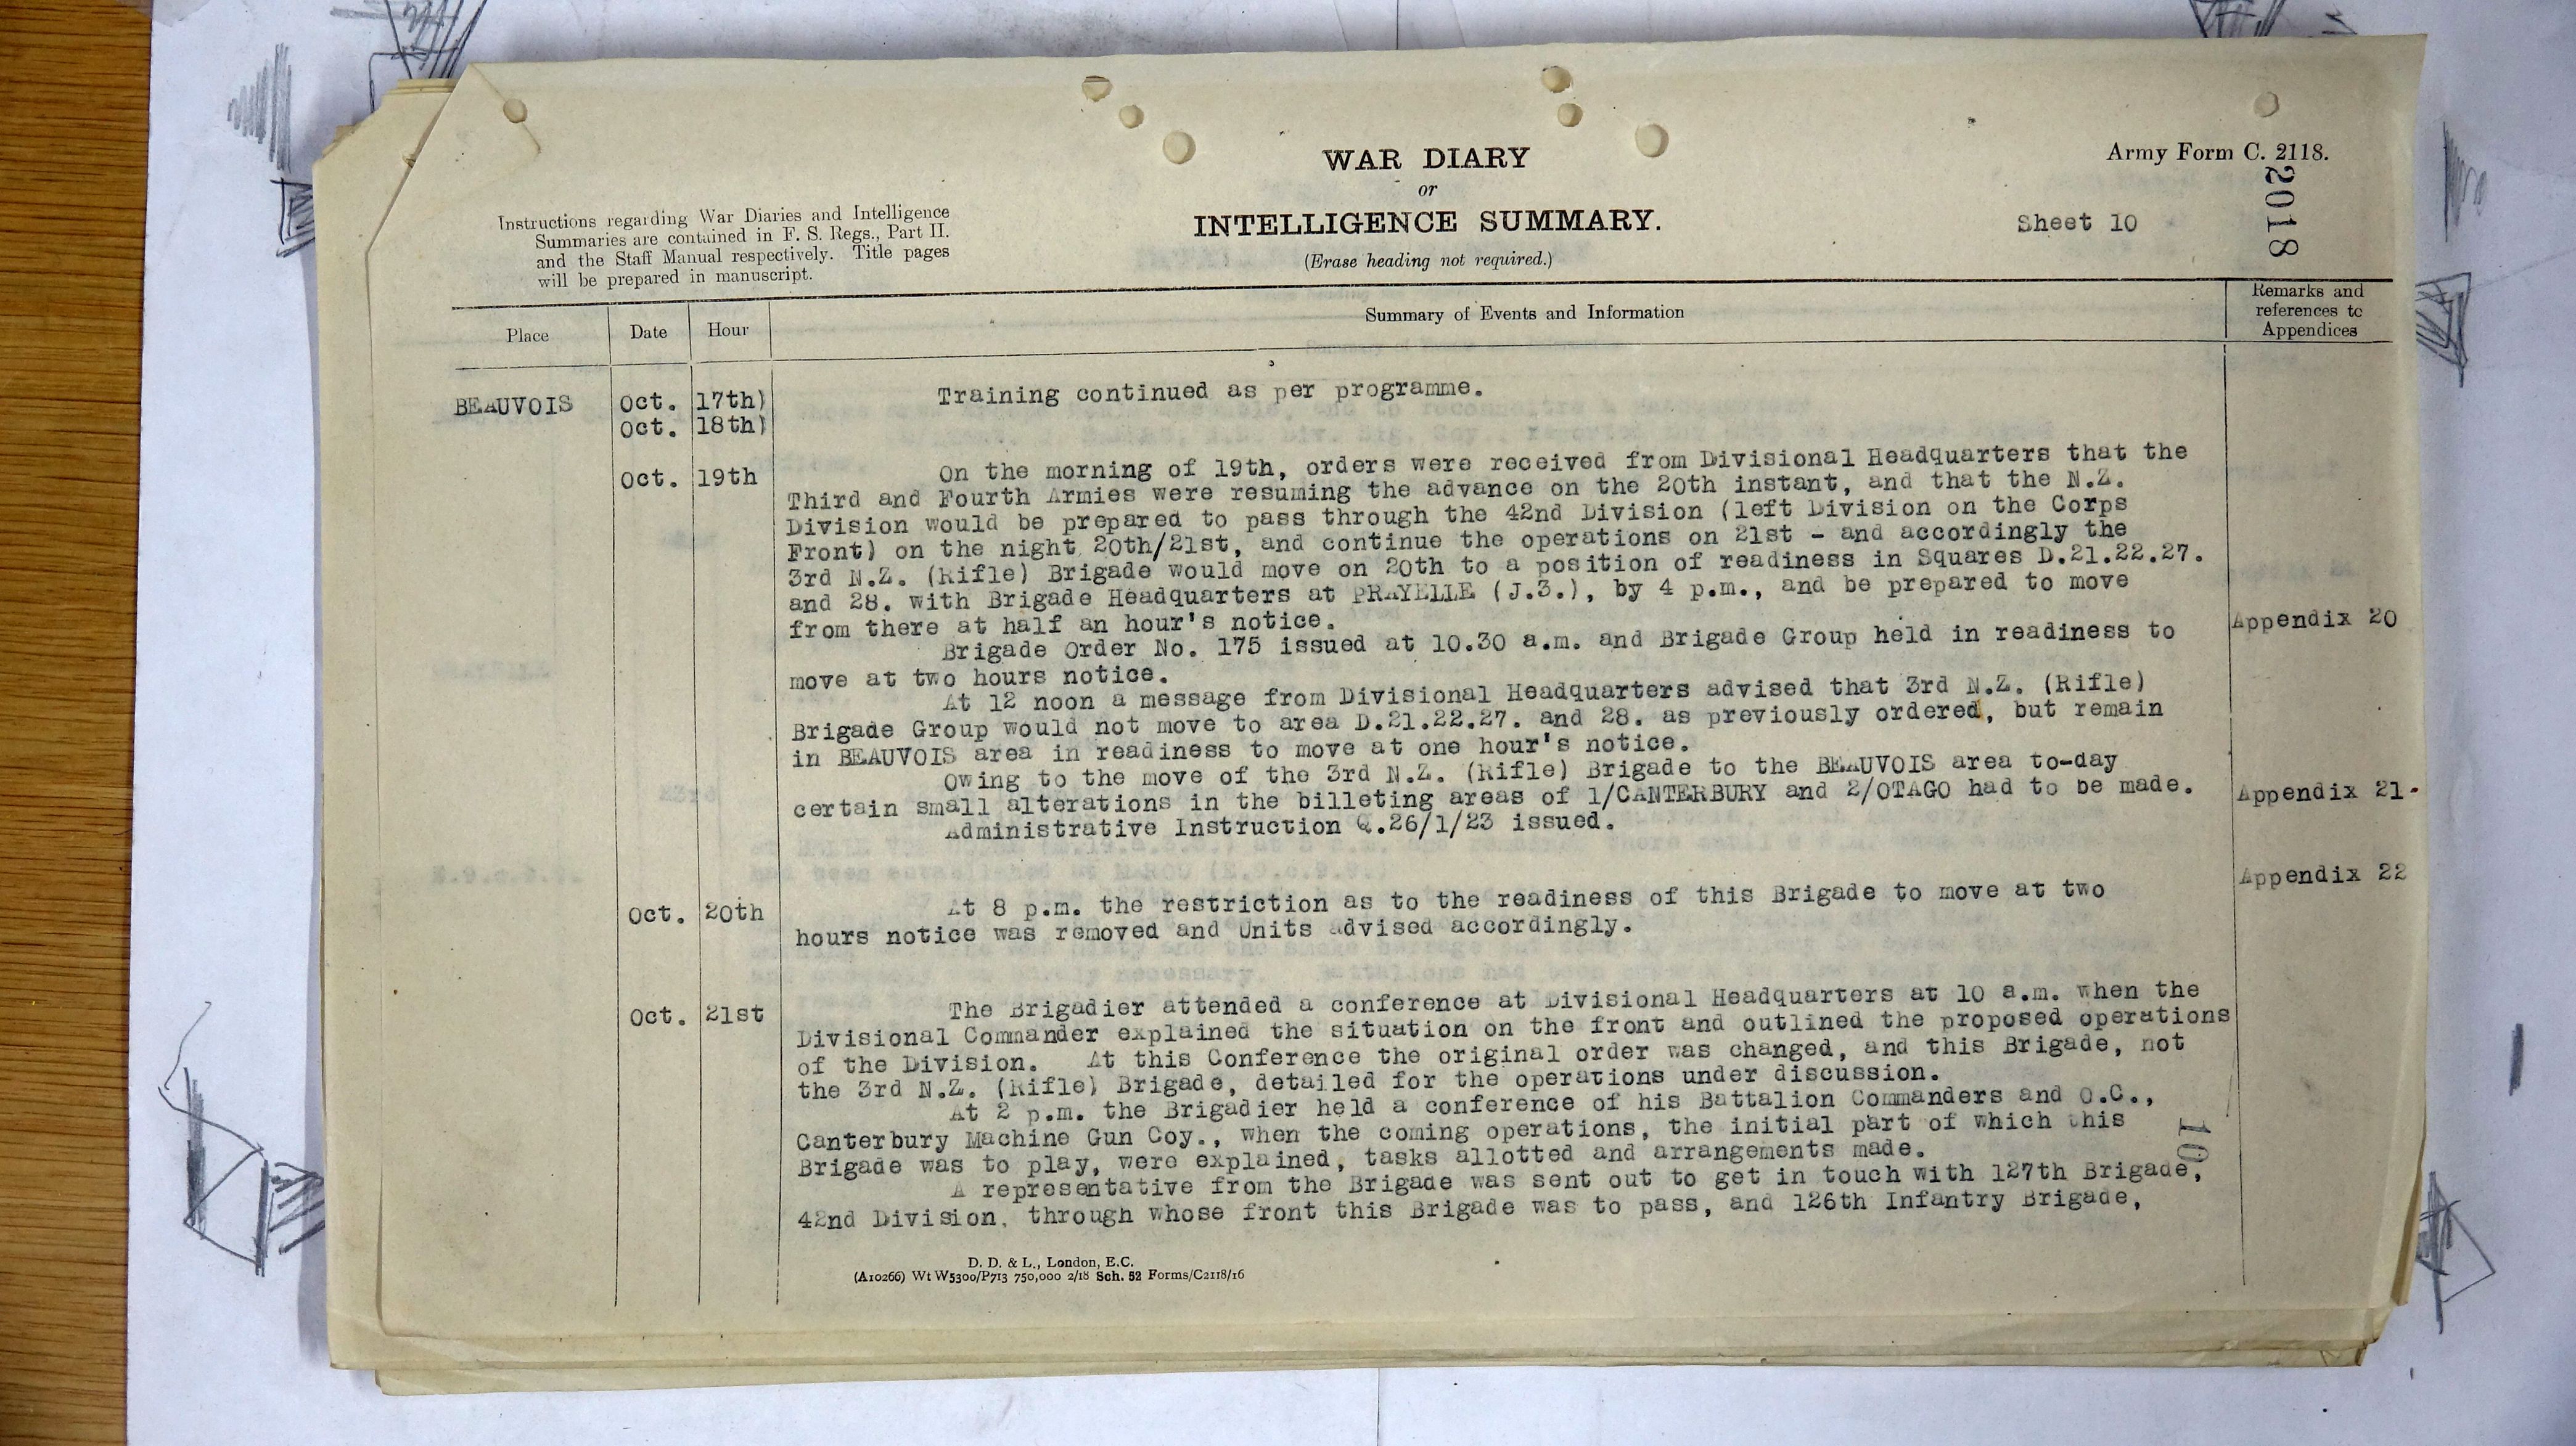 WAR DIARY
or
INTELLIGENCE SUMMARY.
(Erase heading not required.)
Army Form C. 2118.
2018
Sheet 10
Instructions regarding War Diaries and Intelligence
Summaries are contained in F. S. Regs., Part II.
and the Staff Manual respectively. Title pages
will be prepared in manuscript.
Place Date Hour Summary of Events and Information Remarks and
references to
Appendices
BEAUVOIS Oct. 17th) Training continued as per programme.
Oct. 18th)
Oct. 19th On the morning of 19th, orders were received from Divisional Headquarters that the
Third and Fourth Armies were resuming the advance on the 20th instant, and that the N.Z.
Division would be prepared to pass through the 42nd Division (left Division on the Corps
Front) on the night 20th/21st, and continue the operations on 21st - and accordingly the
3rd N.Z. (Rifle) Brigade would move on 20th to a position of readiness in Squares D.21.22.27.
and 28. with Brigade Headquarters at PRAYELLE (J.3.), by 4 p.m., and be prepared to move
from there at half an hour's notice. Appendix 20
Brigade Order No. 175 issued at 10.30 a.m. and Brigade Group held in readiness to
move at two hours notice.
At 12 noon a message from Divisional Headquarters advised that 3rd N.Z. (Rifle)
Brigade Group would not move to area D.21.22.27. and 28. as previously ordered, but remain
in BEAUVOIS area in readiness to move at one hour's notice.
Owing to the move of the 3rd N.Z. (Rifle) Brigade to the BEAUVOIS area to-day
certain small alterations in the billeting areas of 1/CANTERBURY and 2/OTAGO had to be made. Appendix 21.
Administrative Instruction Q.26/1/23 issued.
Appendix 22
Oct. 20th At 8 p.m. the restriction as to the readiness of this Brigade to move at two
hours notice was removed and Units advised accordingly.
Oct. 21st The Brigadier attended a conference at Divisional Headquarters at 10 a.m. when the
Divisional Commander explained the situation on the front and outlined the proposed operations
of the Division. At this Conference the original order was changed, and this Brigade, not
the 3rd N.Z. (Rifle) Brigade, detailed for the operations under discussion.
At 2 p.m. the Brigadier held a conference of his Battalion Commanders and O.C.,
Canterbury Machine Gun Coy., when the coming operations, the initial part of which this
Brigade was to play, were explained, tasks allotted and arrangements made.
A representative from the Brigade was sent out to get in touch with 127th Brigade,
42nd Division, through whose front this Brigade was to pass, and 126th Infantry Brigade,
10
D. D. & L., London, E.C.
(A10266) Wt W5300/P713 750,000 2/18 Sch. 52 Forms/C2118/16